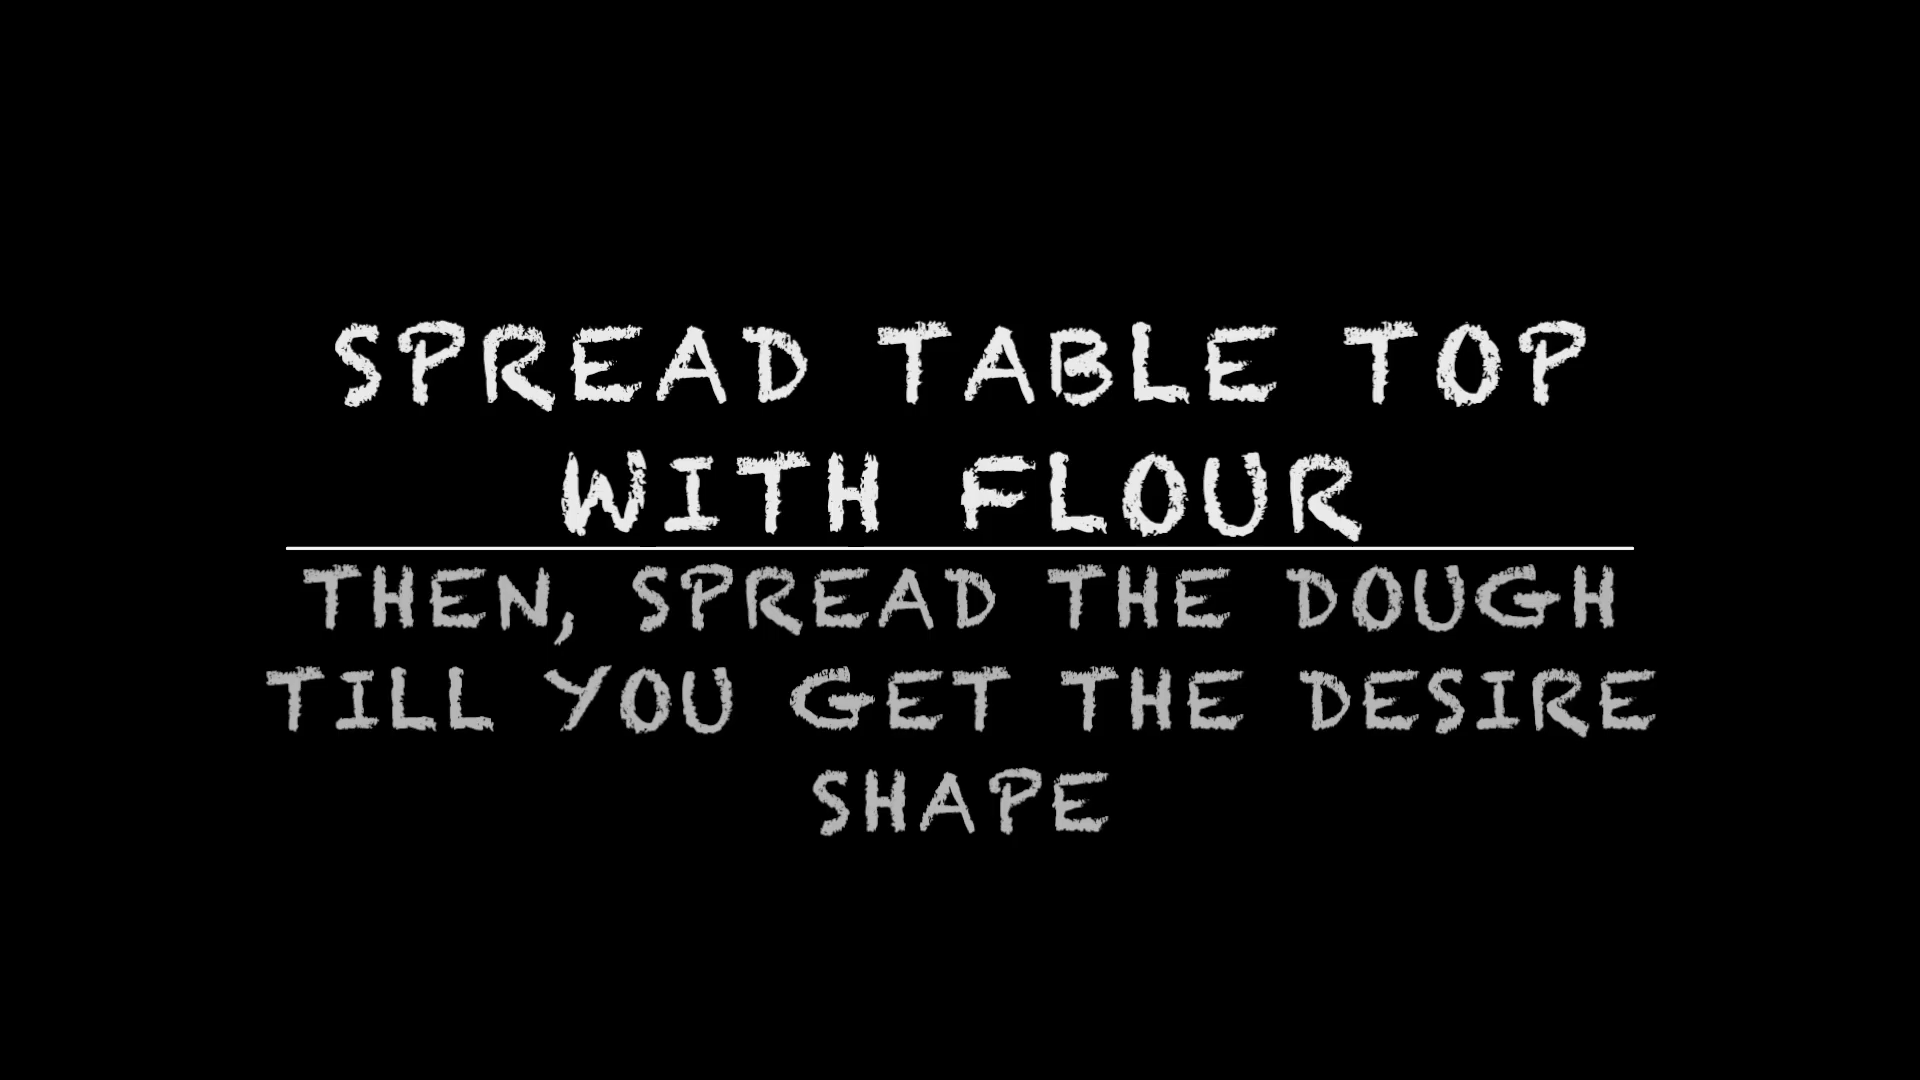 SPREAD TABLE TOP
WITH FLOUR
THEN, SPREAD THE DOUGH
TILL YOU GET THE DESIRE
SHAPE